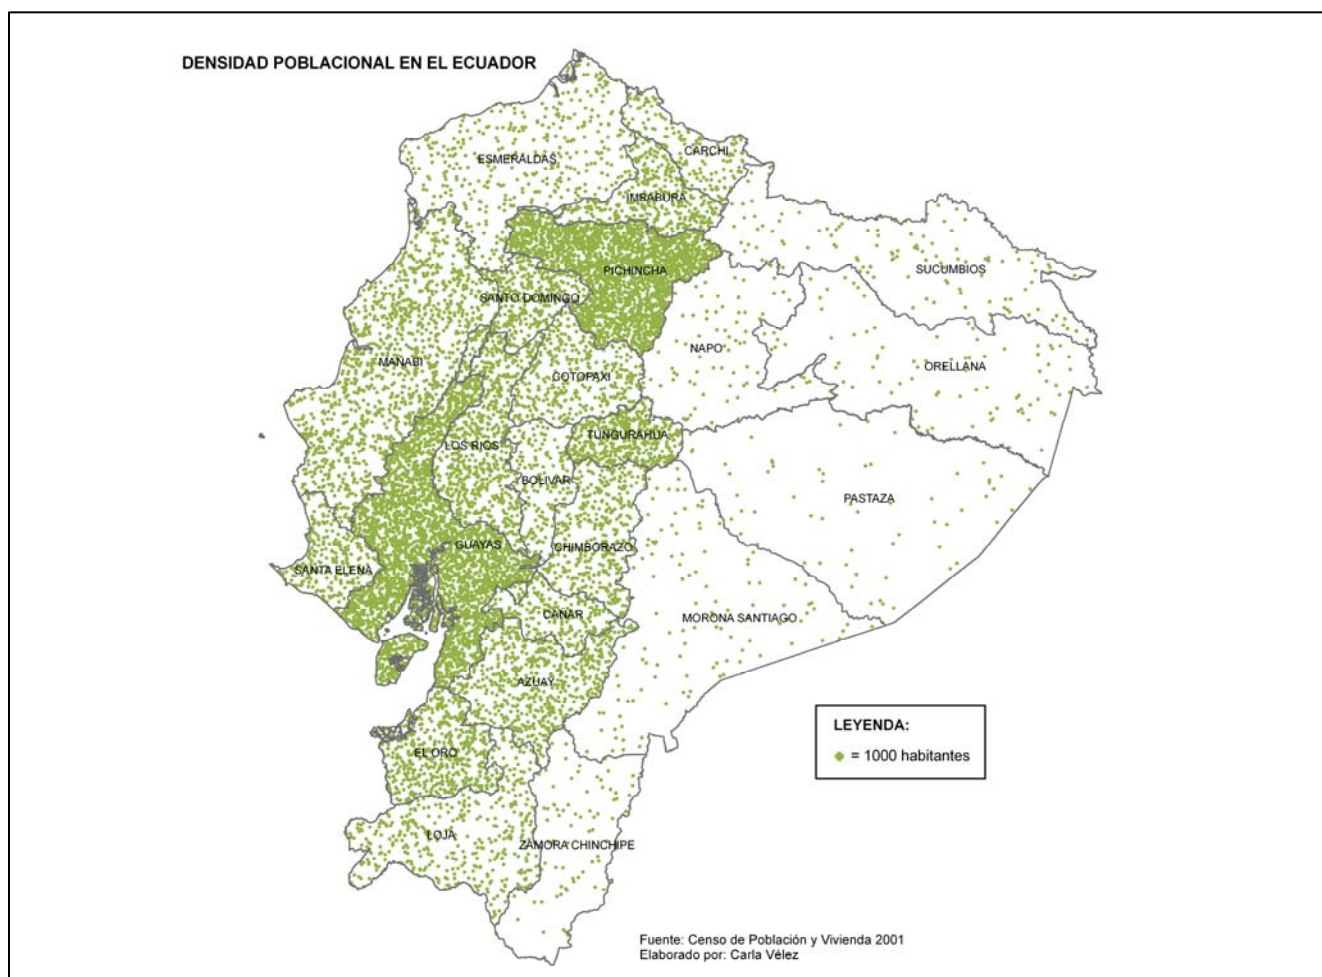 DENSIDAD POBLACIONAL EN EL ECUADOR
CARCHI
ESMERALDAS
IMBABURA
PICHINCHA
SUCUMBIOS
SANTO DOMINGO
NAPO
MANABI
ORELLANA
COTOPAXI
TUNGURAHUA
LOS RIOS
BOLIVAR
PASTAZA
GUAYAS
CHIMBORAZO
SANTA ELENA
CAÑAR
MORONA SANTIAGO
AZUAY
LEYENDA:
= 1000 habitantes
EL ORO
LOJA
ZAMORA CHINCHIPE
Fuente: Censo de Población y Vivienda 2001
Elaborado por: Carla Vélez